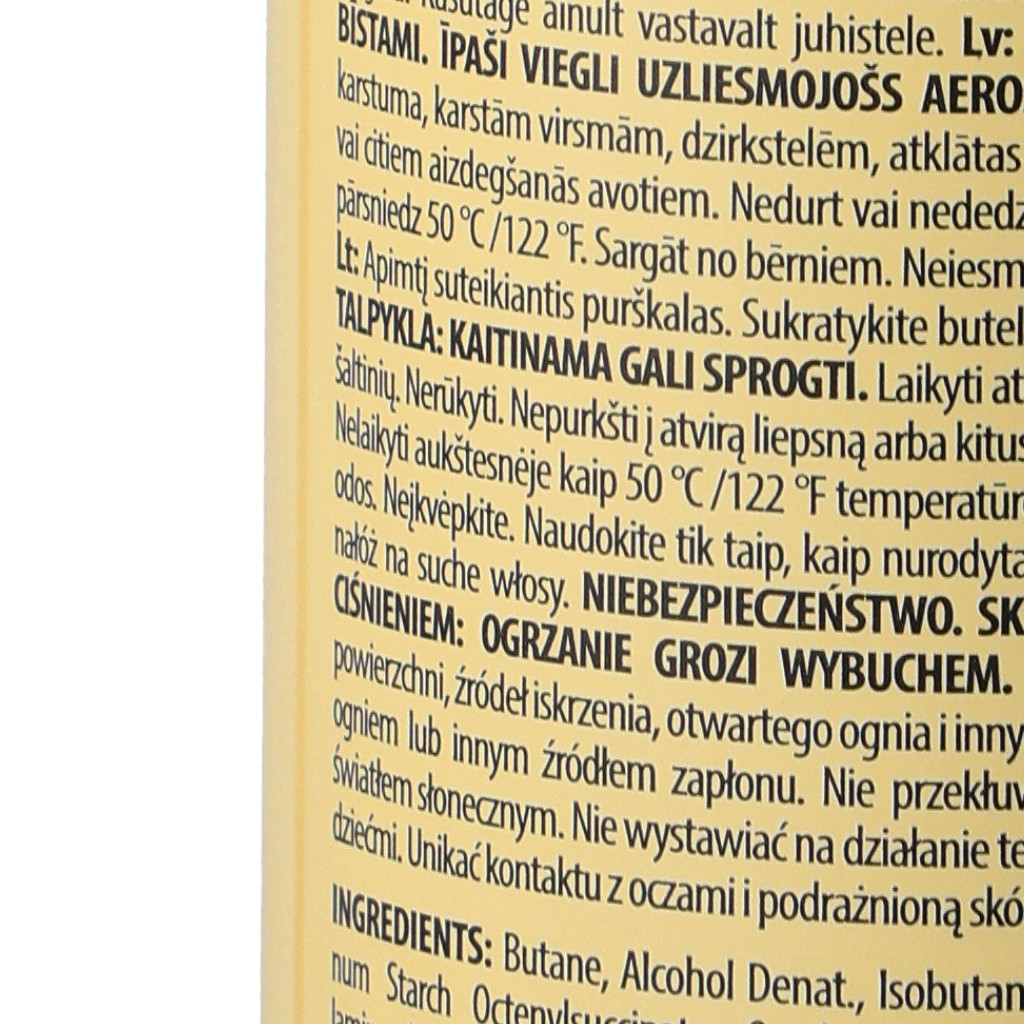 kasutage ainult vastavalt juhistele. Lv:
BĪSTAMI. ĪPAŠI VIEGLI UZLIESMOJOŠS AERO
karstuma, karstām virsmām, dzirkstelēm, atklātas
vai citiem aizdegšanās avotiem. Nedurt vai nededz
pārsniedz 50 °C /122 °F. Sargāt no bērniem. Neiesm
Lt: Apimtį suteikiantis purškalas. Sukratykite butel
TALPYKLA: KAITINAMA GALI SPROGTI. Laikyti at
šaltinių. Nerūkyti. Nepurkšti į atvirą liepsną arba kitus
Nelaikyti aukštesnėje kaip 50 °C /122 °F temperatūr
odos. Neįkvėpkite. Naudokite tik taip, kaip nurodyta
nałóż na suche włosy. NIEBEZPIECZEŃSTWO. SK
CIŚNIENIEM: OGRZANIE GROZI WYBUCHEM.
powierzchni, źródeł iskrzenia, otwartego ognia i inny
ogniem lub innym źródłem zapłonu. Nie przekłuw
światłem słonecznym. Nie wystawiać na działanie te
dziećmi. Unikać kontaktu z oczami i podrażnioną skó
INGREDIENTS: Butane, Alcohol Denat., Isobutan
num Starch